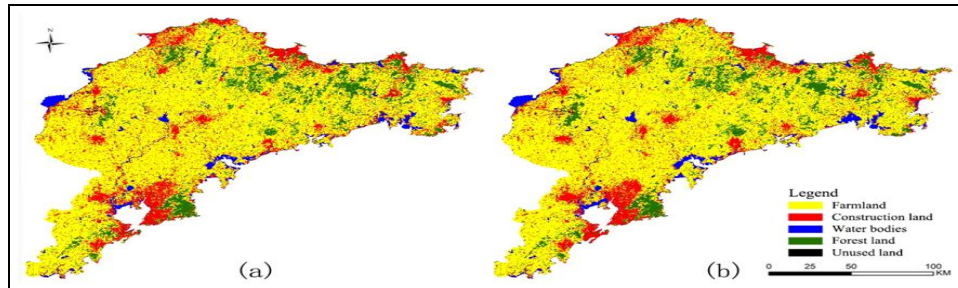 N
(a)
(b)
Legend
Farmland
Construction land
Water bodies
Forest land
Unused land
0 25 50 100
KM